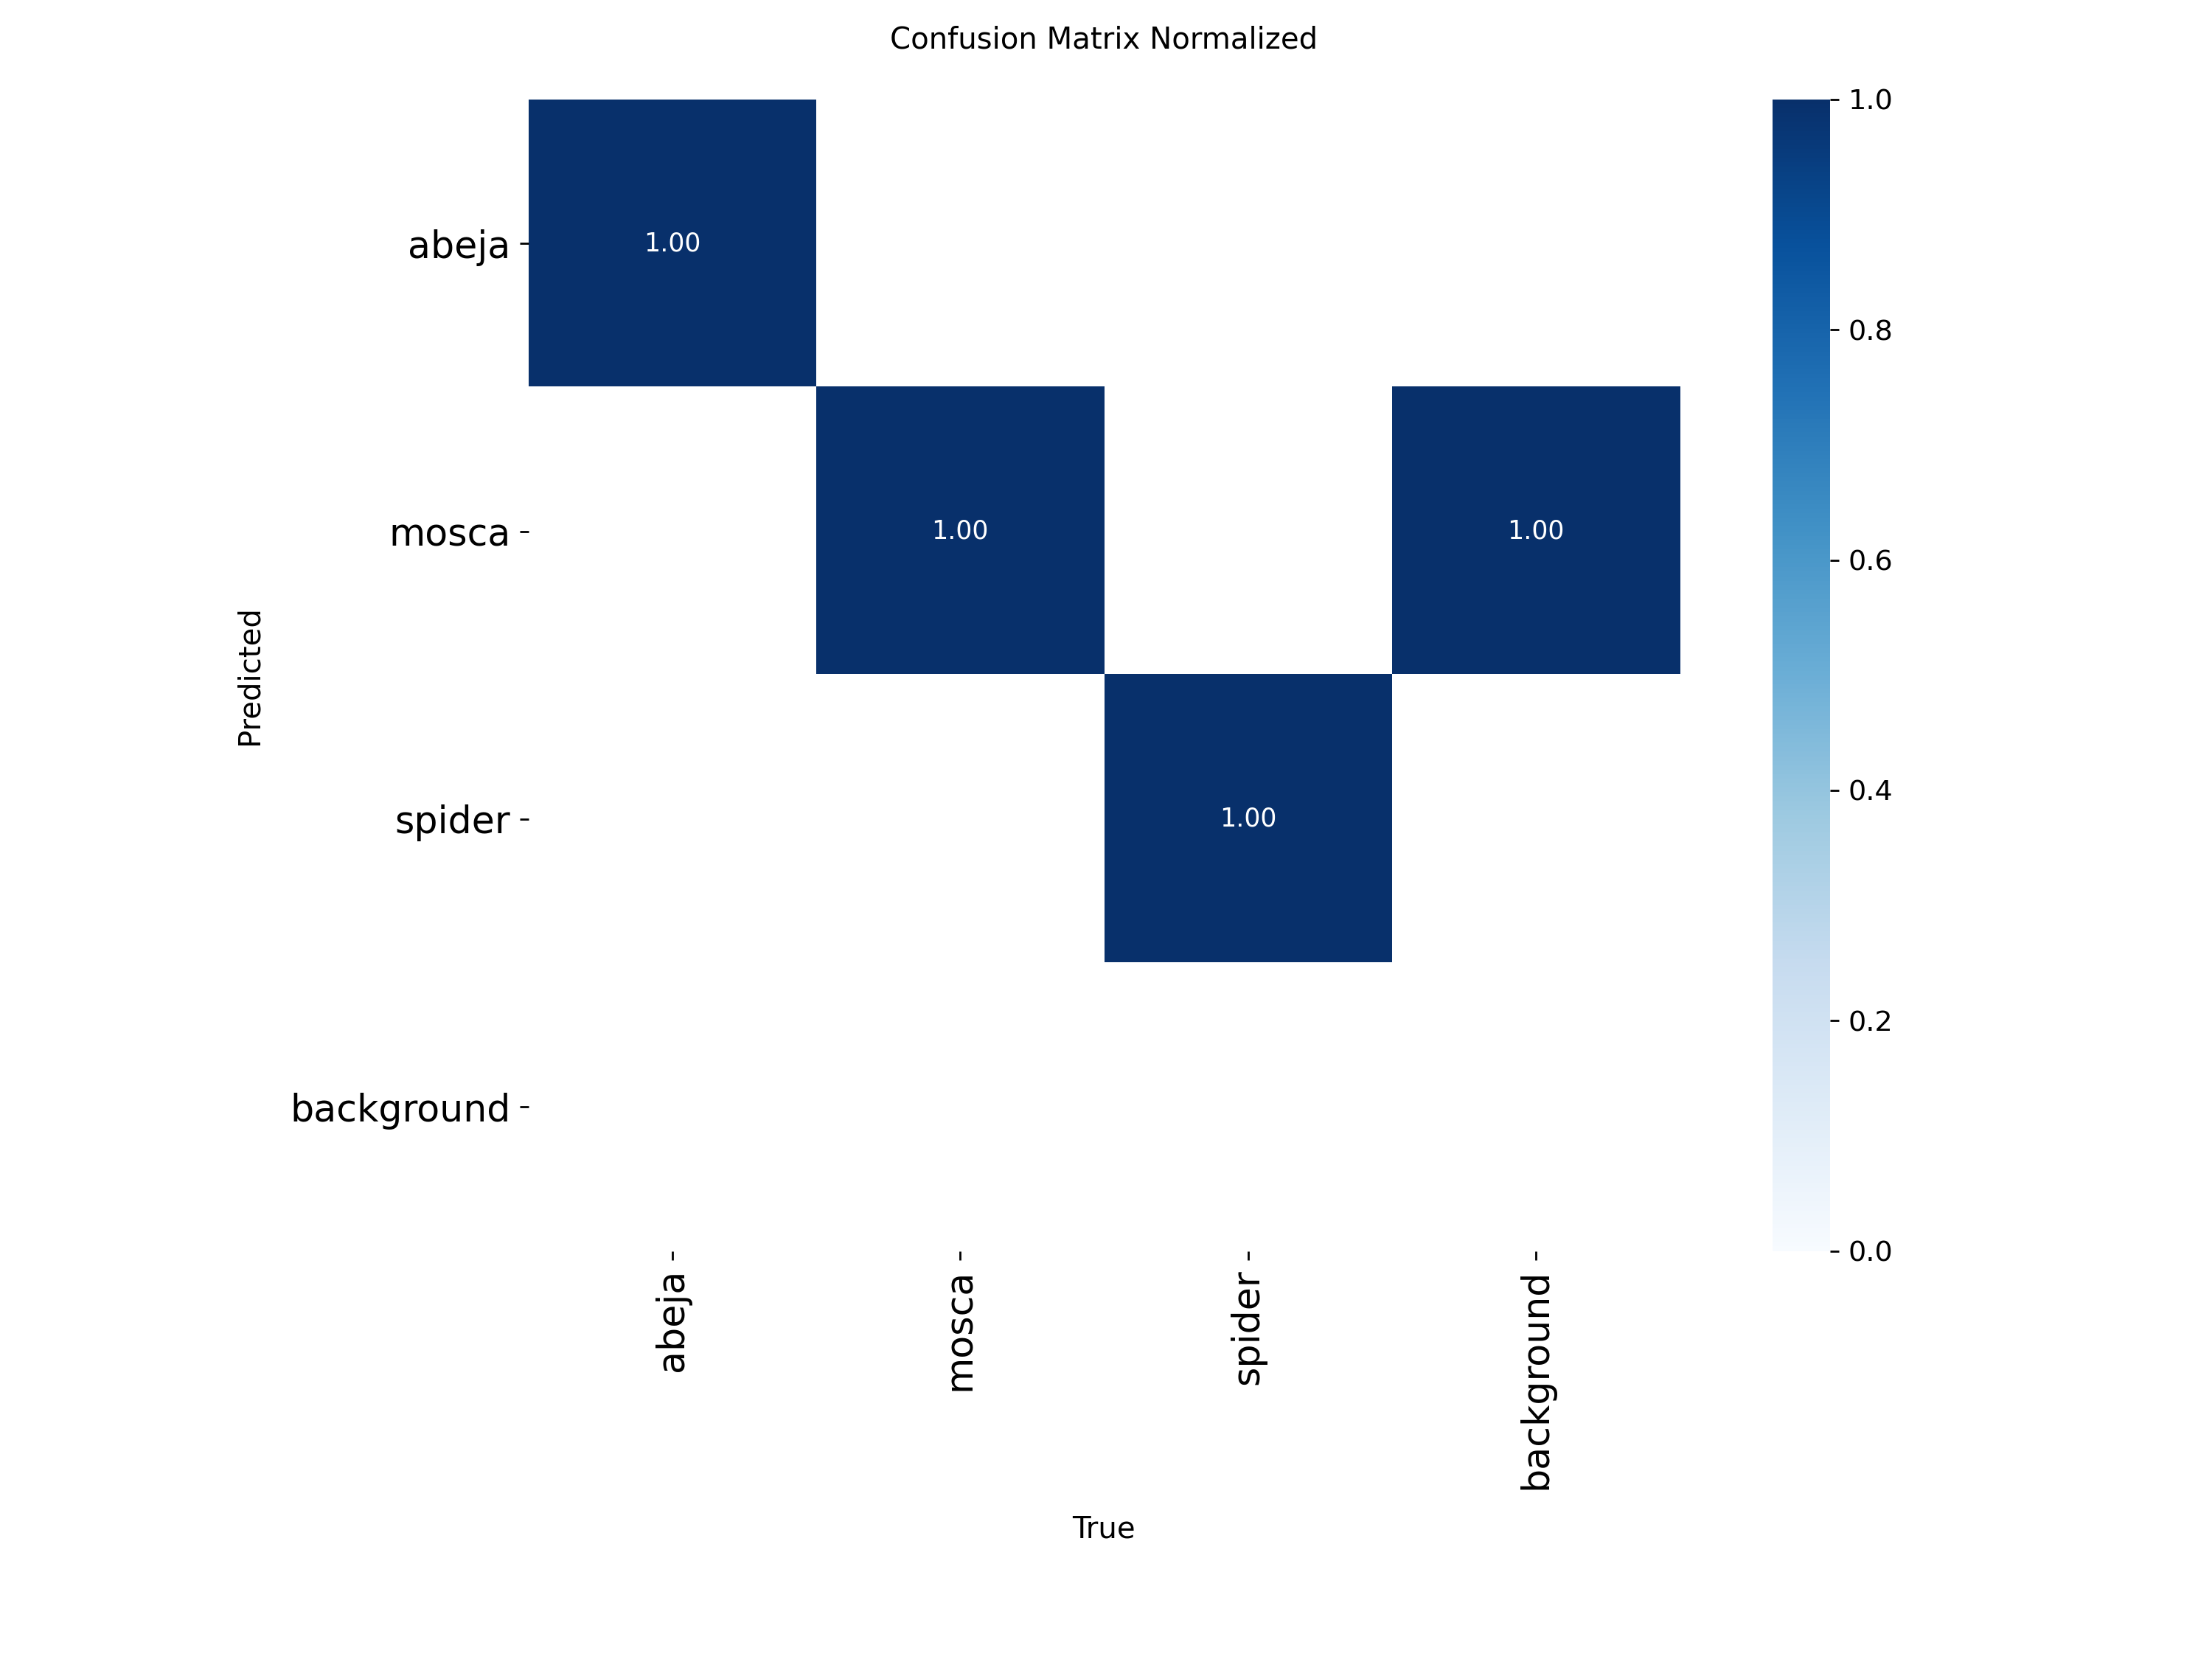 Confusion Matrix Normalized
1.0
abeja
1.00
0.8
mosca
1.00
1.00
0.6
Predicted
0.4
spider
1.00
0.2
background
0.0
abeja
mosca
spider
background
True